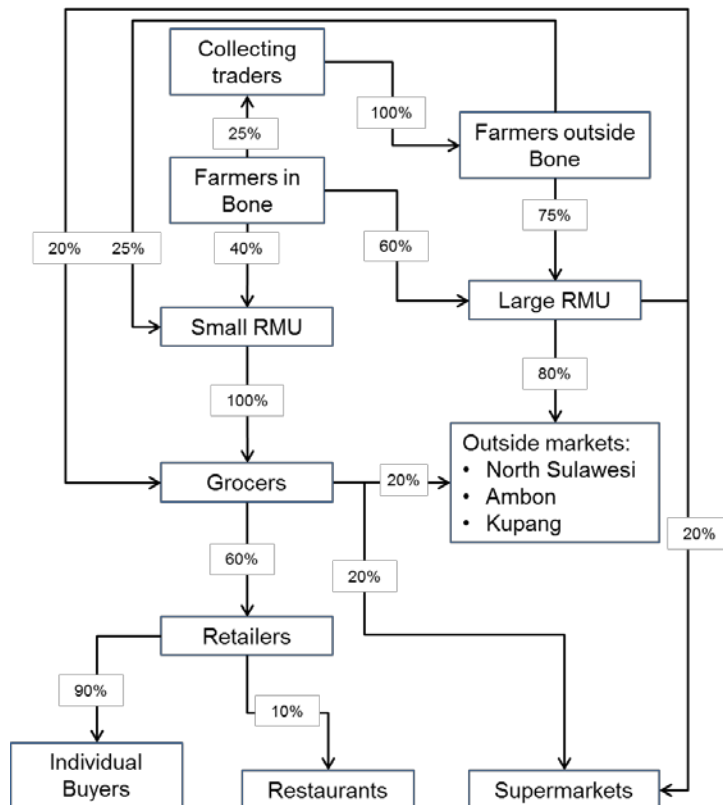 Collecting
traders
100%
Farmers outside
Bone
25%
Farmers in
Bone
20%
25%
40%
60%
75%
Small RMU
Large RMU
100%
80%
Outside markets:
• North Sulawesi
• Ambon
• Kupang
Grocers
20%
20%
60%
20%
Retailers
90%
10%
Individual
Buyers
Restaurants
Supermarkets